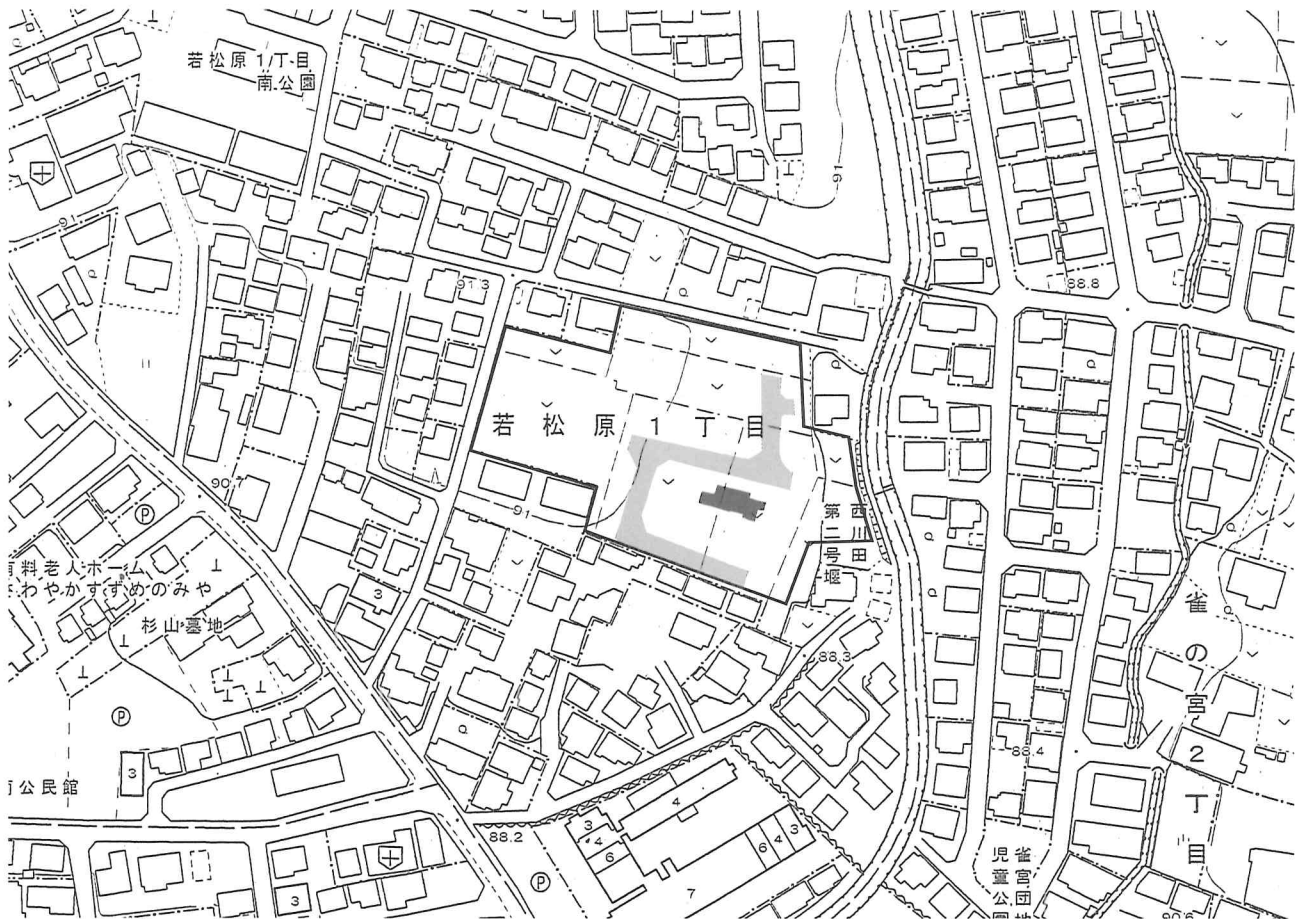 若松原1丁目
南公園
91
91
88.8
91.3
若松原1丁目
90.7
91
P
西川田
第二号堰
料老人ホーム
わやかすずめのみや
杉山墓地
3
88.3
雀の宮2丁目
P
3
公民館
88.4
4
3
4
6
3
4
6
88.2
P
7
3
雀宮団地
児童公園
90.6